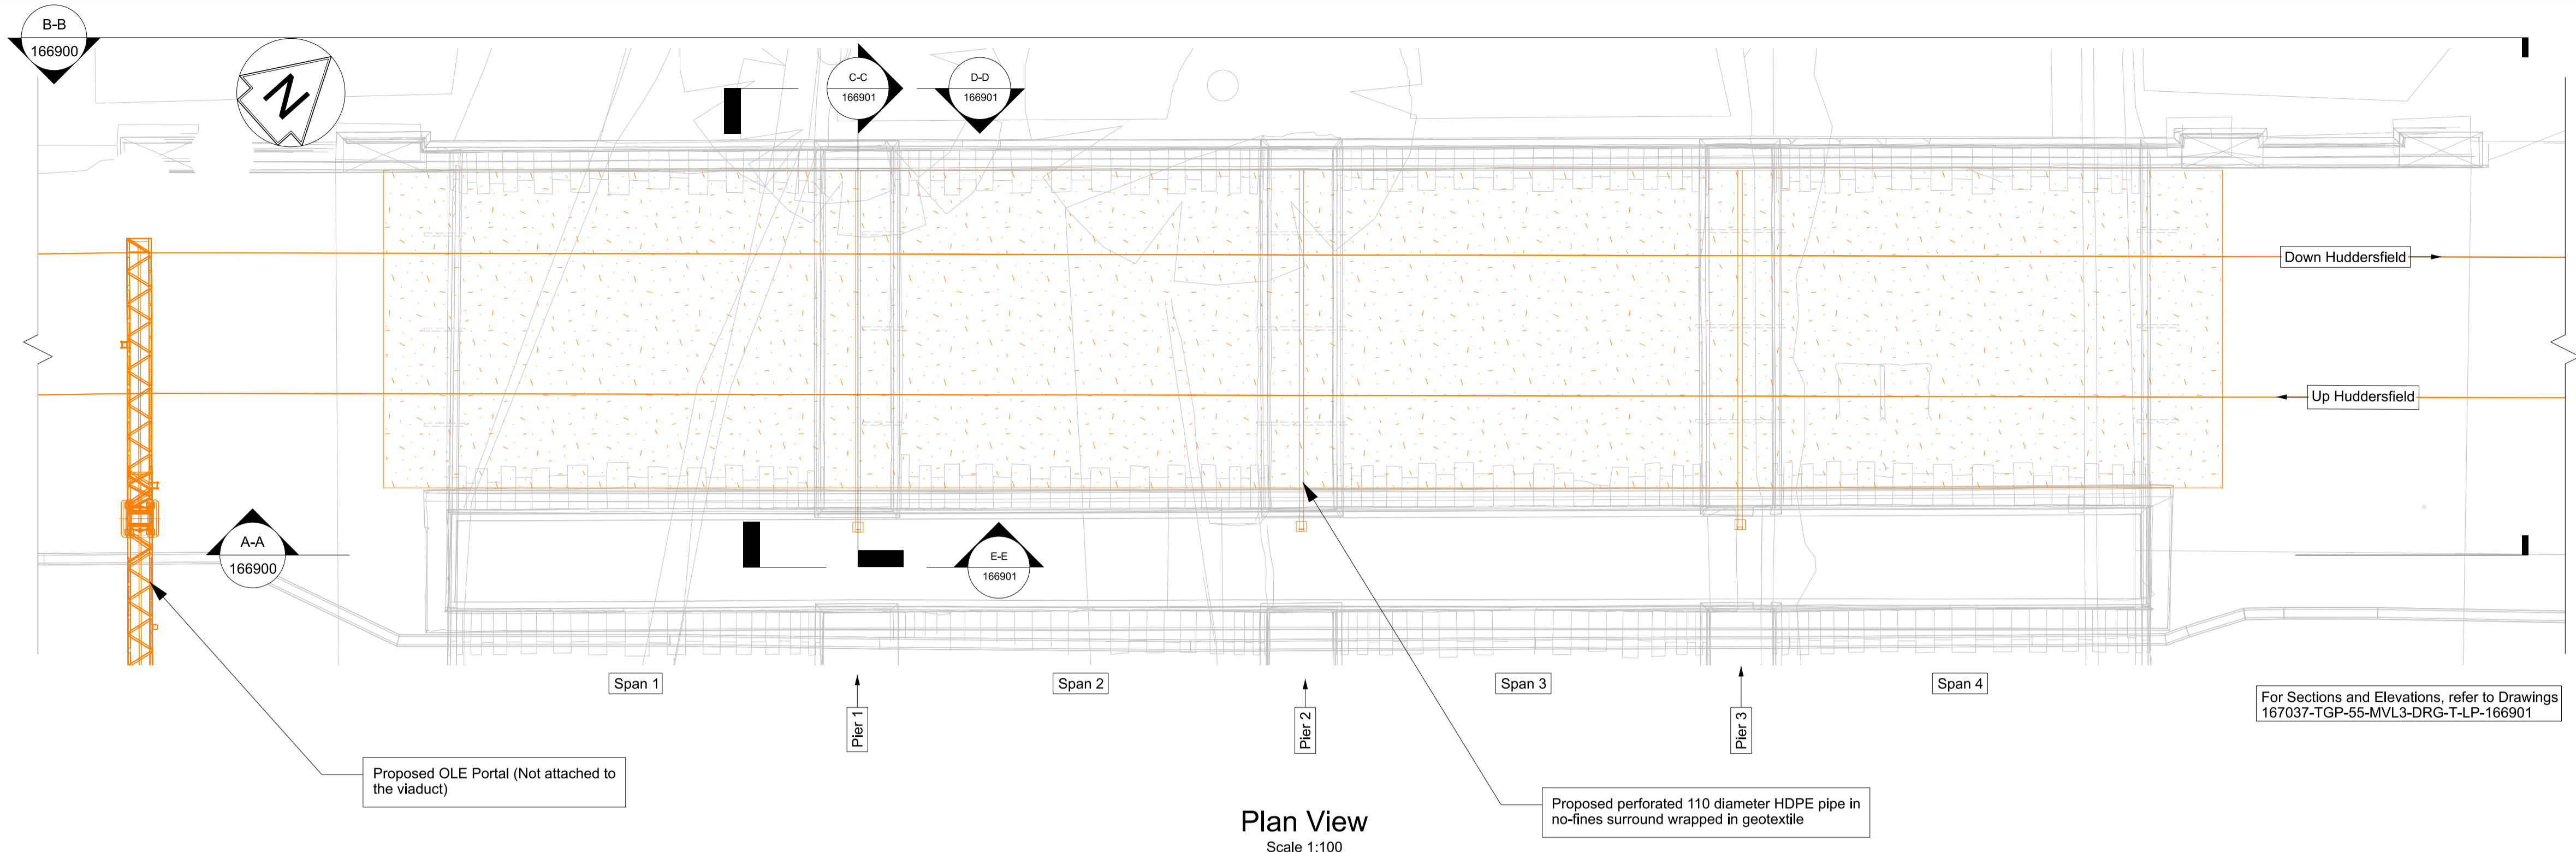 B-B
166900
N
C-C
166901
D-D
166901
Down Huddersfield
Up Huddersfield
A-A
166900
E-E
166901
Span 1
Span 2
Span 3
Span 4
Pier 1
Pier 2
Pier 3
For Sections and Elevations, refer to Drawings
167037-TGP-55-MVL3-DRG-T-LP-166901
Proposed OLE Portal (Not attached to
the viaduct)
Proposed perforated 110 diameter HDPE pipe in
no-fines surround wrapped in geotextile
Plan View
Scale 1:100